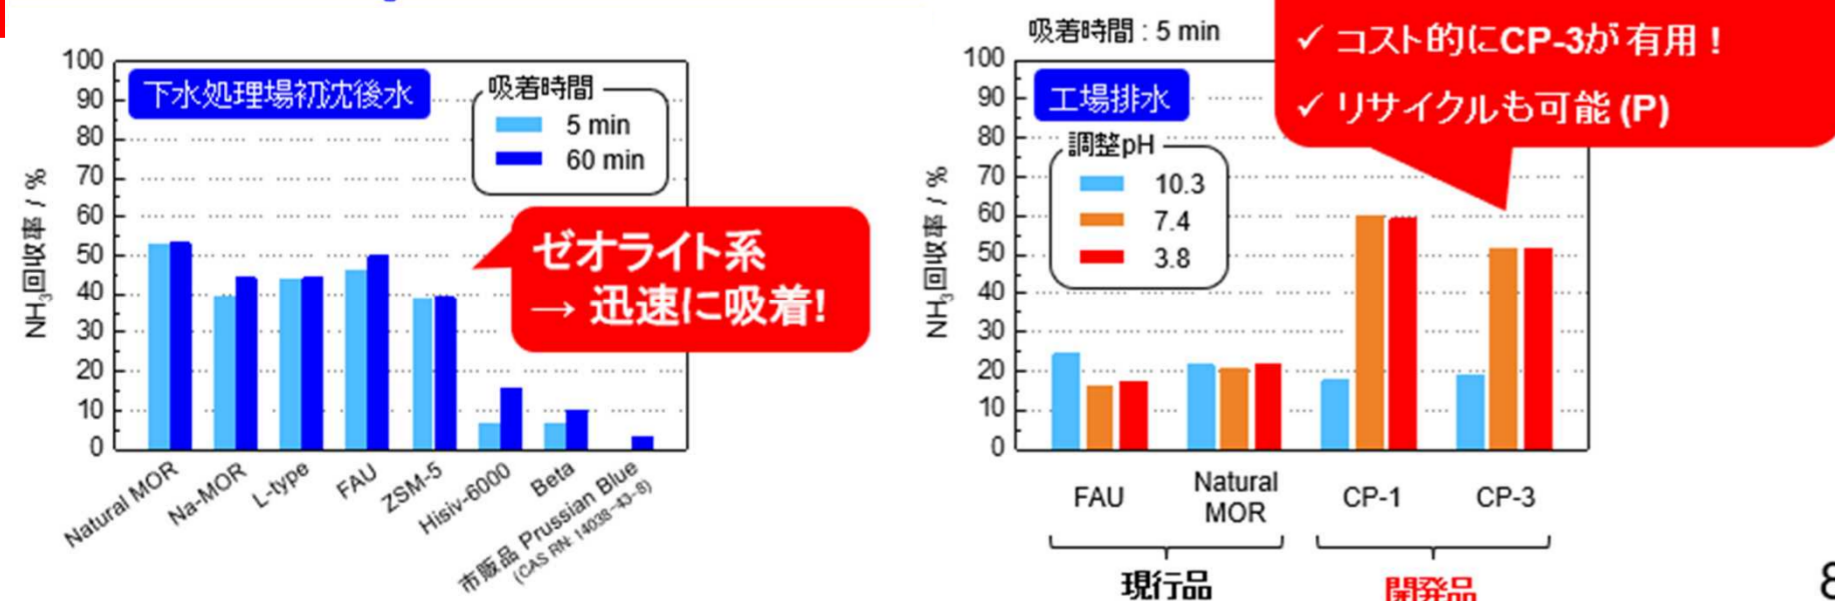 100
90
80
70
60
50
40
30
20
10
0
NH₃回収率 / %
下水処理場初沈後水
吸着時間
5 min
60 min
ゼオライト系
→ 迅速に吸着!
Natural MOR
Na-MOR
L-type
FAU
ZSM-5
Hisiv-6000
Beta
市販品 Prussian Blue
(CAS RN: 14038-43-8)
吸着時間 : 5 min
✓ コスト的にCP-3が有用!
✓ リサイクルも可能 (P)
100
90
80
70
60
50
40
30
20
10
0
NH₃回収率 / %
工場排水
調整pH
10.3
7.4
3.8
FAU
Natural
MOR
CP-1
CP-3
現行品
開発品
8